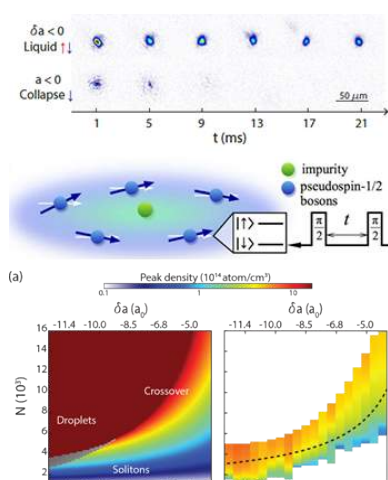 δa < 0
Liquid ↑↓
a < 0
Collapse ↓
50 μm
1 5 9 13 17 21
t (ms)
impurity
pseudospin-1/2
bosons
|↑⟩
|↓⟩
π/2 t π/2
(a)
Peak density (10¹⁴ atom/cm³)
0.1 1 10
δa (a₀) δa (a₀)
-11.4 -10.0 -8.5 -6.8 -5.0 -11.4 -10.0 -8.5 -6.8 -5.0
N (10³)
16
14
12
10
8
6
4
2
Crossover
Droplets
Solitons